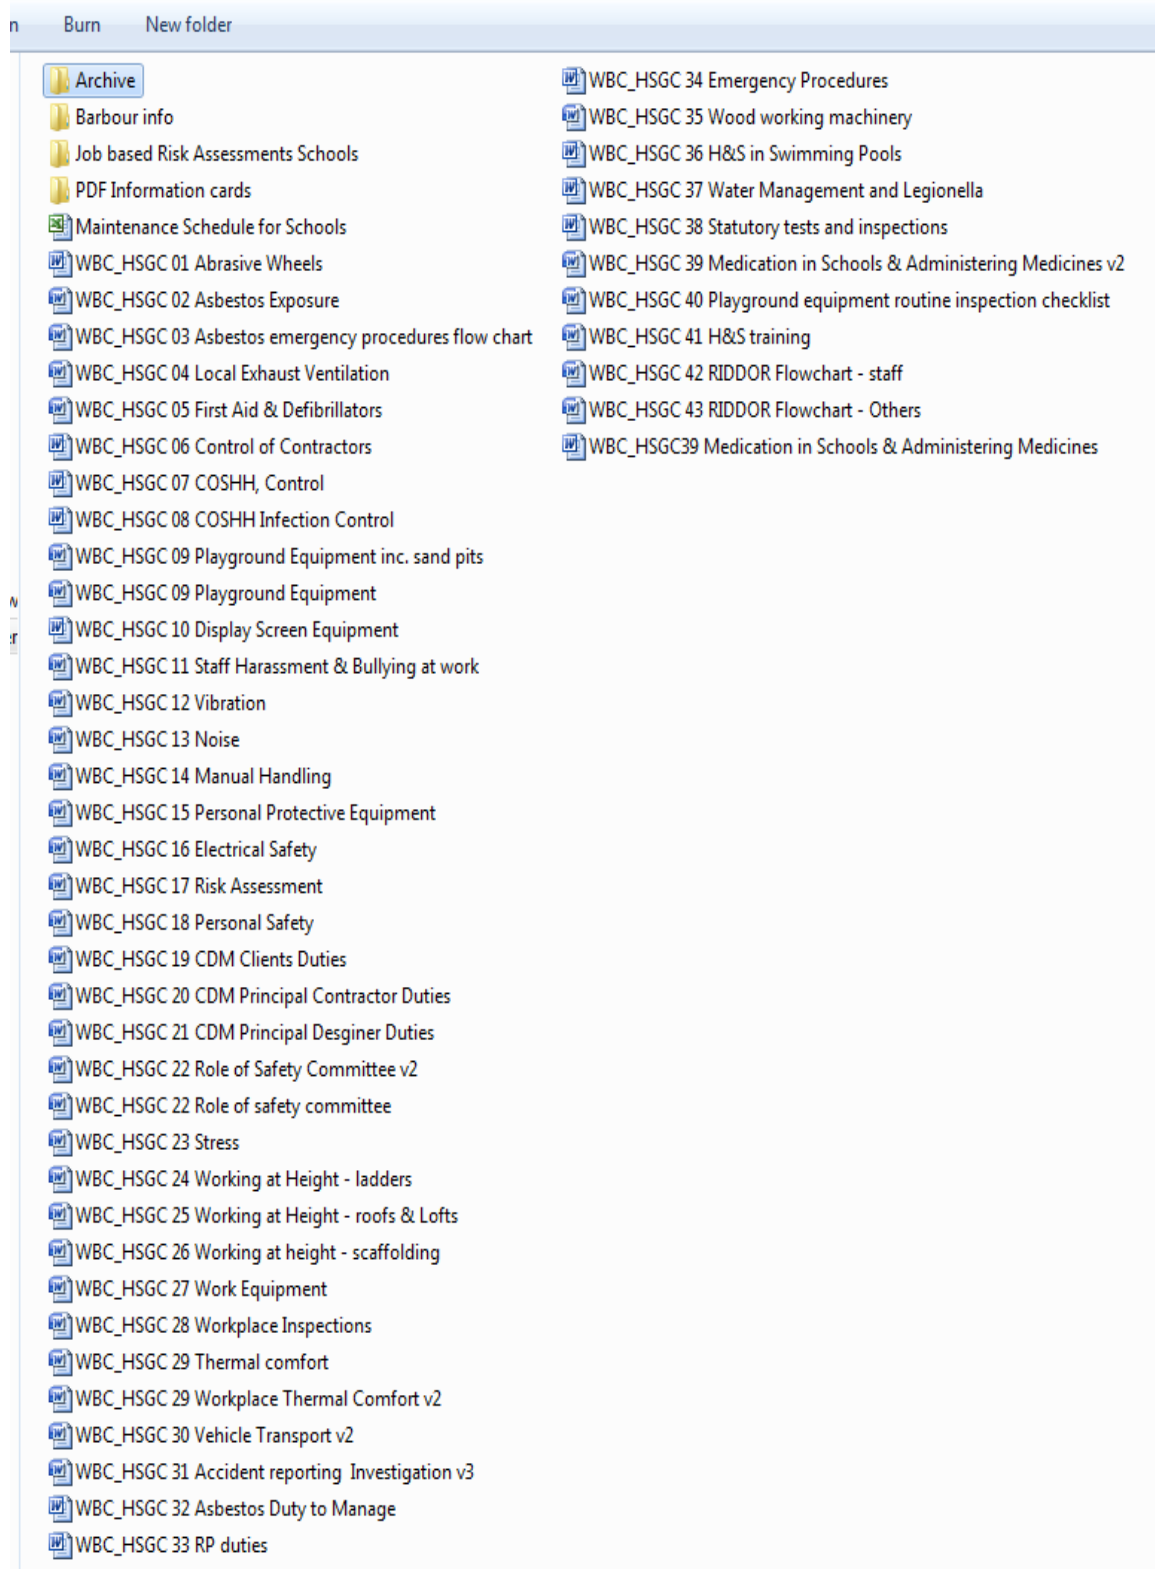 n Burn New folder
Archive
Barbour info
Job based Risk Assessments Schools
PDF Information cards
Maintenance Schedule for Schools
WBC_HSGC 01 Abrasive Wheels
WBC_HSGC 02 Asbestos Exposure
WBC_HSGC 03 Asbestos emergency procedures flow chart
WBC_HSGC 04 Local Exhaust Ventilation
WBC_HSGC 05 First Aid & Defibrillators
WBC_HSGC 06 Control of Contractors
WBC_HSGC 07 COSHH, Control
WBC_HSGC 08 COSHH Infection Control
WBC_HSGC 09 Playground Equipment inc. sand pits
WBC_HSGC 09 Playground Equipment
WBC_HSGC 10 Display Screen Equipment
WBC_HSGC 11 Staff Harassment & Bullying at work
WBC_HSGC 12 Vibration
WBC_HSGC 13 Noise
WBC_HSGC 14 Manual Handling
WBC_HSGC 15 Personal Protective Equipment
WBC_HSGC 16 Electrical Safety
WBC_HSGC 17 Risk Assessment
WBC_HSGC 18 Personal Safety
WBC_HSGC 19 CDM Clients Duties
WBC_HSGC 20 CDM Principal Contractor Duties
WBC_HSGC 21 CDM Principal Desginer Duties
WBC_HSGC 22 Role of Safety Committee v2
WBC_HSGC 22 Role of safety committee
WBC_HSGC 23 Stress
WBC_HSGC 24 Working at Height - ladders
WBC_HSGC 25 Working at Height - roofs & Lofts
WBC_HSGC 26 Working at height - scaffolding
WBC_HSGC 27 Work Equipment
WBC_HSGC 28 Workplace Inspections
WBC_HSGC 29 Thermal comfort
WBC_HSGC 29 Workplace Thermal Comfort v2
WBC_HSGC 30 Vehicle Transport v2
WBC_HSGC 31 Accident reporting  Investigation v3
WBC_HSGC 32 Asbestos Duty to Manage
WBC_HSGC 33 RP duties
WBC_HSGC 34 Emergency Procedures
WBC_HSGC 35 Wood working machinery
WBC_HSGC 36 H&S in Swimming Pools
WBC_HSGC 37 Water Management and Legionella
WBC_HSGC 38 Statutory tests and inspections
WBC_HSGC 39 Medication in Schools & Administering Medicines v2
WBC_HSGC 40 Playground equipment routine inspection checklist
WBC_HSGC 41 H&S training
WBC_HSGC 42 RIDDOR Flowchart - staff
WBC_HSGC 43 RIDDOR Flowchart - Others
WBC_HSGC39 Medication in Schools & Administering Medicines